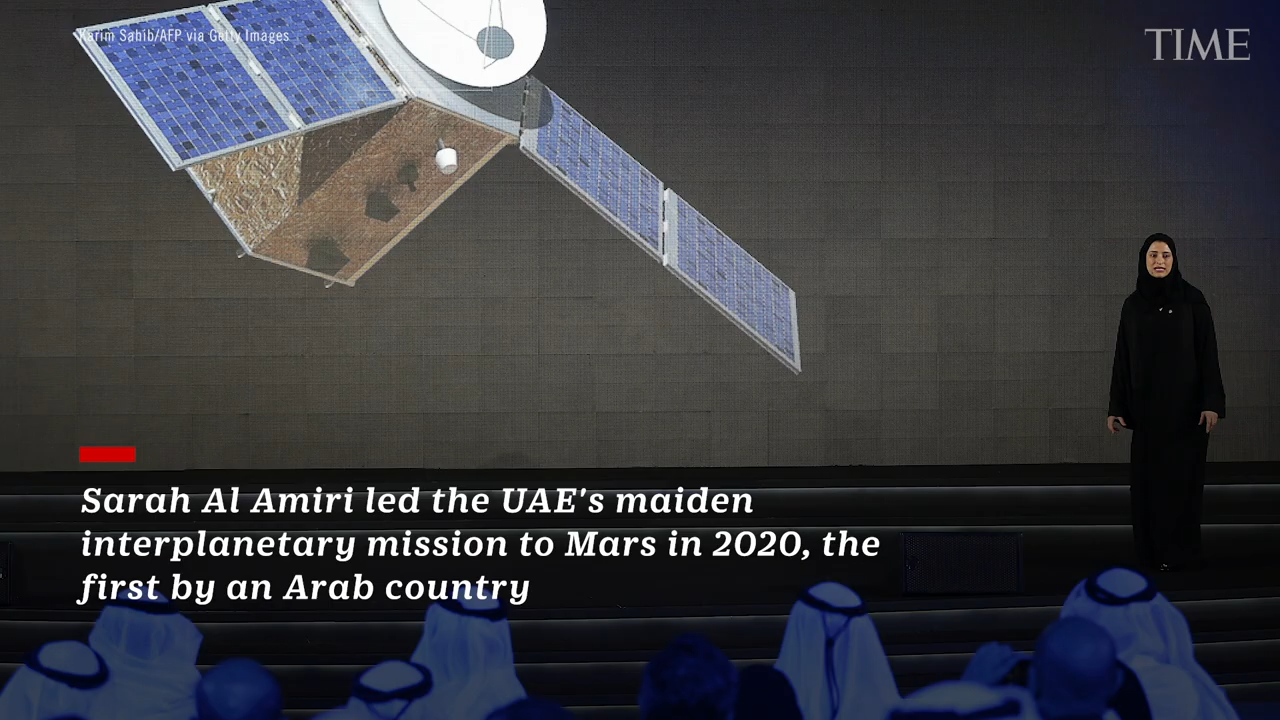 Karim Sahib/AFP via Getty Images
TIME
Sarah Al Amiri led the UAE's maiden
interplanetary mission to Mars in 2020, the
first by an Arab country